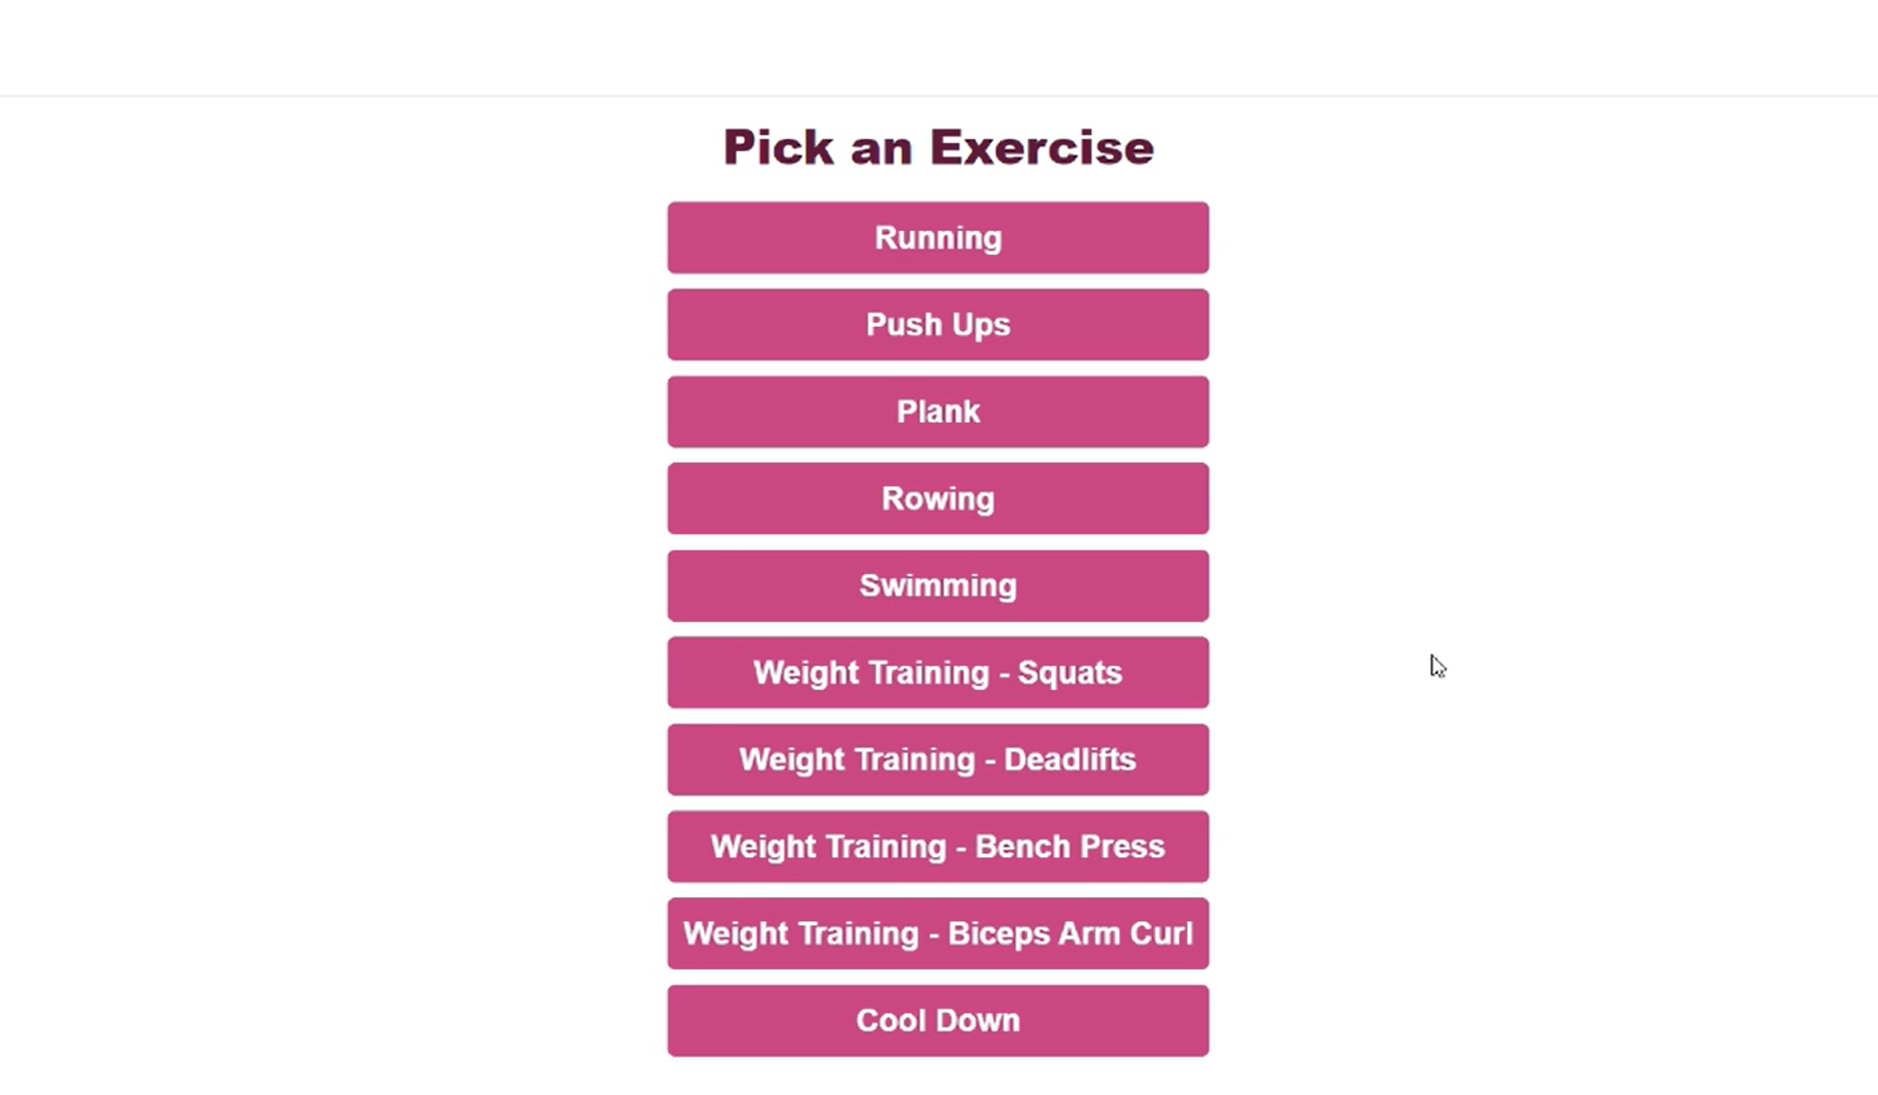 Pick an Exercise
Running
Push Ups
Plank
Rowing
Swimming
Weight Training - Squats
Weight Training - Deadlifts
Weight Training - Bench Press
Weight Training - Biceps Arm Curl
Cool Down